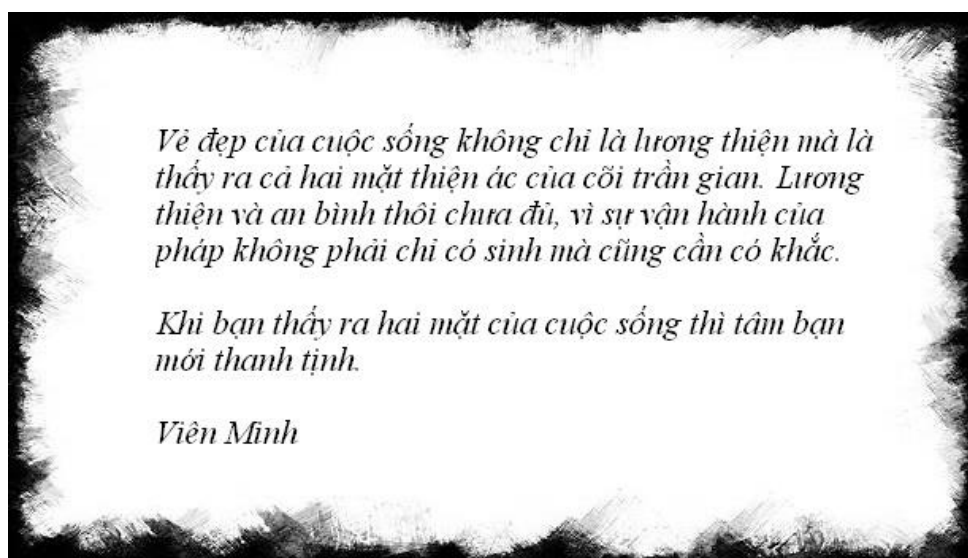 Vẻ đẹp của cuộc sống không chỉ là lương thiện mà là
thấy ra cả hai mặt thiện ác của cõi trần gian. Lương
thiện và an bình thôi chưa đủ, vì sự vận hành của
pháp không phải chỉ có sinh mà cũng cần có khắc.
Khi bạn thấy ra hai mặt của cuộc sống thì tâm bạn
mới thanh tịnh.
Viên Minh